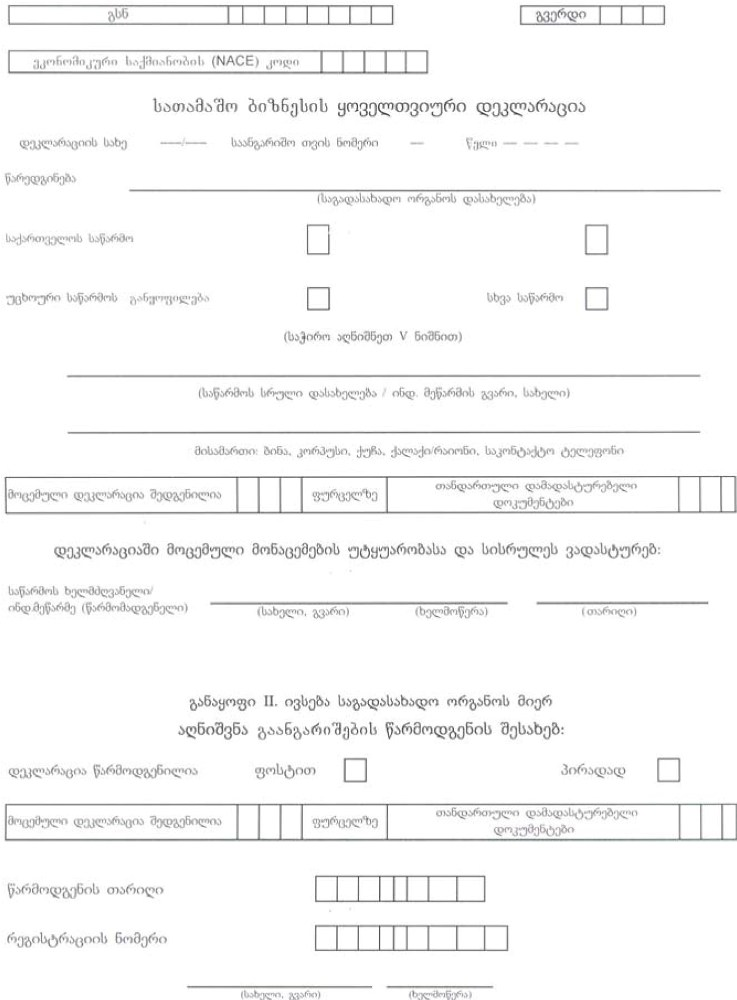 გსნ გვერდი
ეკონომიკური საქმიანობის (NACE) კოდი
სათამაშო ბიზნესის ყოველთვიური დეკლარაცია
დეკლარაციის სახე —/— საანგარიშო თვის ნომერი — წელი — — — —
წარედგინება
(საგადასახადო ორგანოს დასახელება)
საქართველოს საწარმო
უცხოური საწარმოს განყოფილება სხვა საწარმო
(საჭირო აღნიშნეთ V ნიშნით)
(საწარმოს სრული დასახელება / ინდ. მეწარმის გვარი, სახელი)
მისამართი: ბინა, კორპუსი, ქუჩა, ქალაქი/რაიონი, საკონტაქტო ტელეფონი
მოცემული დეკლარაცია შედგენილია ფურცელზე თანდართული დამადასტურებელი
დოკუმენტები
დეკლარაციაში მოცემული მონაცემების უტყუარობასა და სისრულეს ვადასტურებ:
საწარმოს ხელმძღვანელი/
ინდ.მეწარმე (წარმომადგენელი)
(სახელი, გვარი) (ხელმოწერა) (თარიღი)
განაყოფი II. ივსება საგადასახადო ორგანოს მიერ
აღნიშვნა გაანგარიშების წარმოდგენის შესახებ:
დეკლარაცია წარმოდგენილია ფოსტით პირადად
მოცემული დეკლარაცია შედგენილია ფურცელზე თანდართული დამადასტურებელი
დოკუმენტები
წარმოდგენის თარიღი
რეგისტრაციის ნომერი
(სახელი, გვარი) (ხელმოწერა)